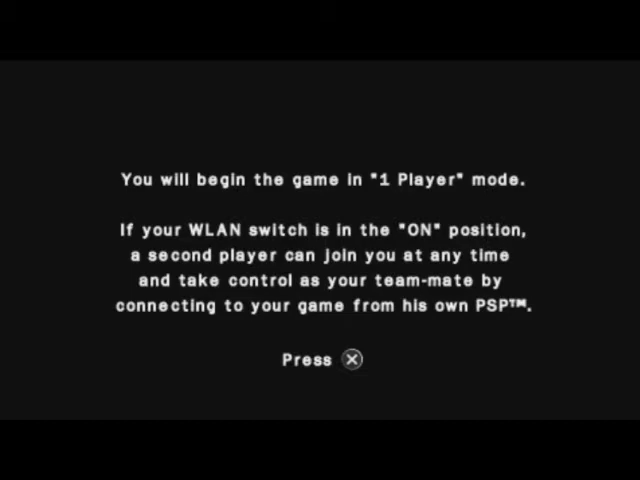 You will begin the game in "1 Player" mode.
If your WLAN switch is in the "ON" position,
a second player can join you at any time
and take control as your team-mate by
connecting to your game from his own PSP™.
Press ⓧ